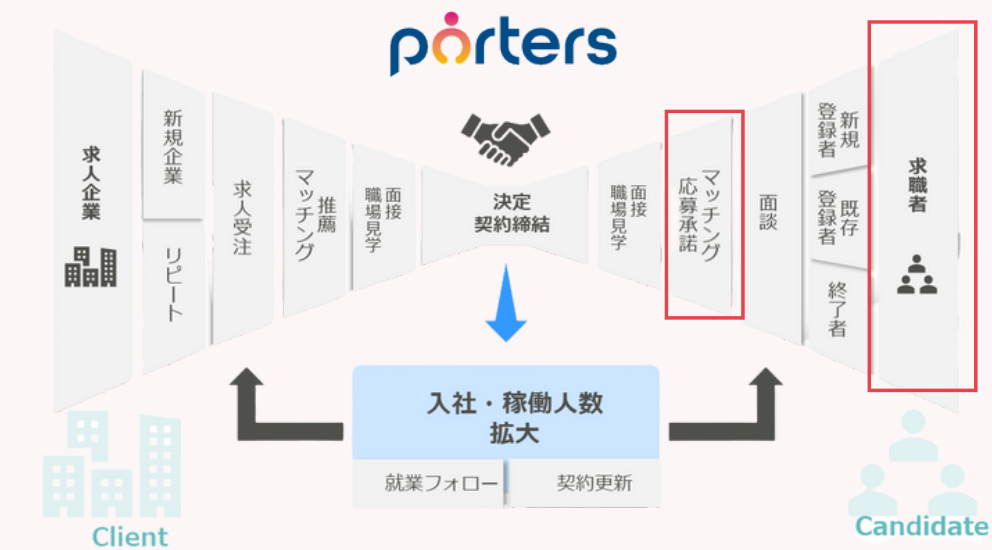 porters
求人企業
新規企業
リピート
求人受注
推薦
マッチング
面接
職場見学
決定
契約締結
面接
職場見学
マッチング
応募承諾
面談
新規
登録者
既存
登録者
終了者
求職者
入社・稼働人数
拡大
就業フォロー
契約更新
Client
Candidate